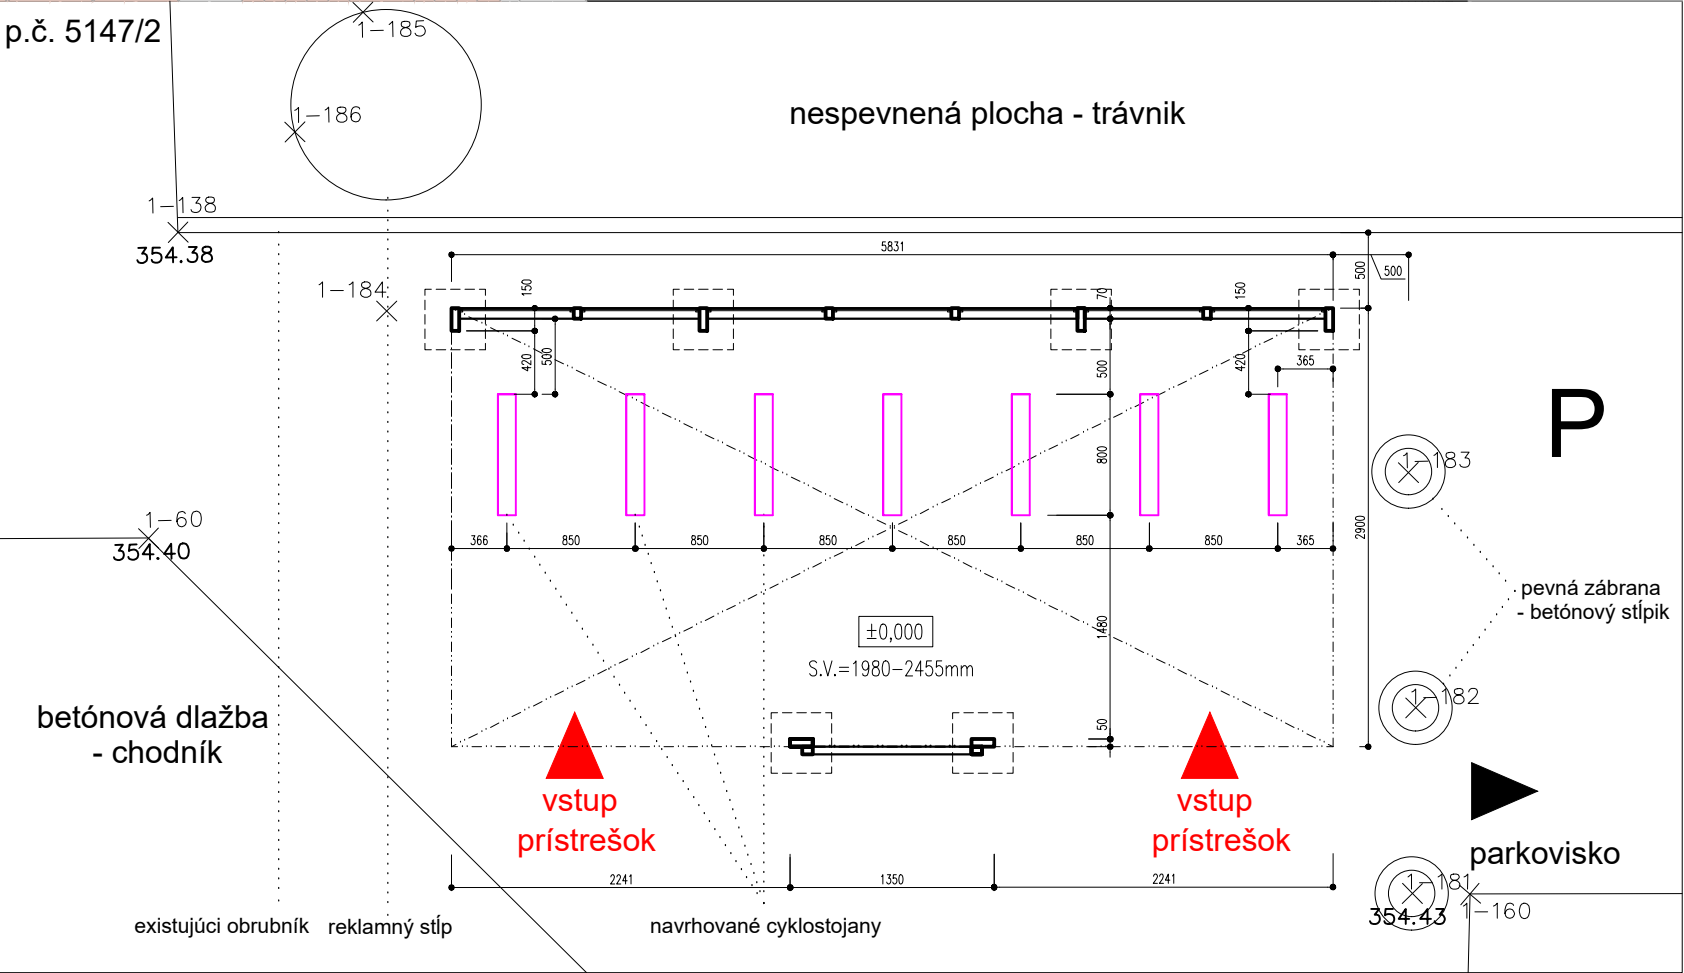 p.č. 5147/2
1-185
1-186
nespevnená plocha - trávnik
1-138
354.38
5831
500
500
1-184
150
70
150
420
500
500
420
365
P
1-183
800
1-60
354.40
366
850
850
850
850
850
850
365
2900
pevná zábrana
- betónový stĺpik
±0,000
1480
S.V.=1980-2455mm
1-182
betónová dlažba
- chodník
50
vstup
prístrešok
vstup
prístrešok
parkovisko
2241
1350
2241
1-181
354.43
1-160
existujúci obrubník
reklamný stĺp
navrhované cyklostojany